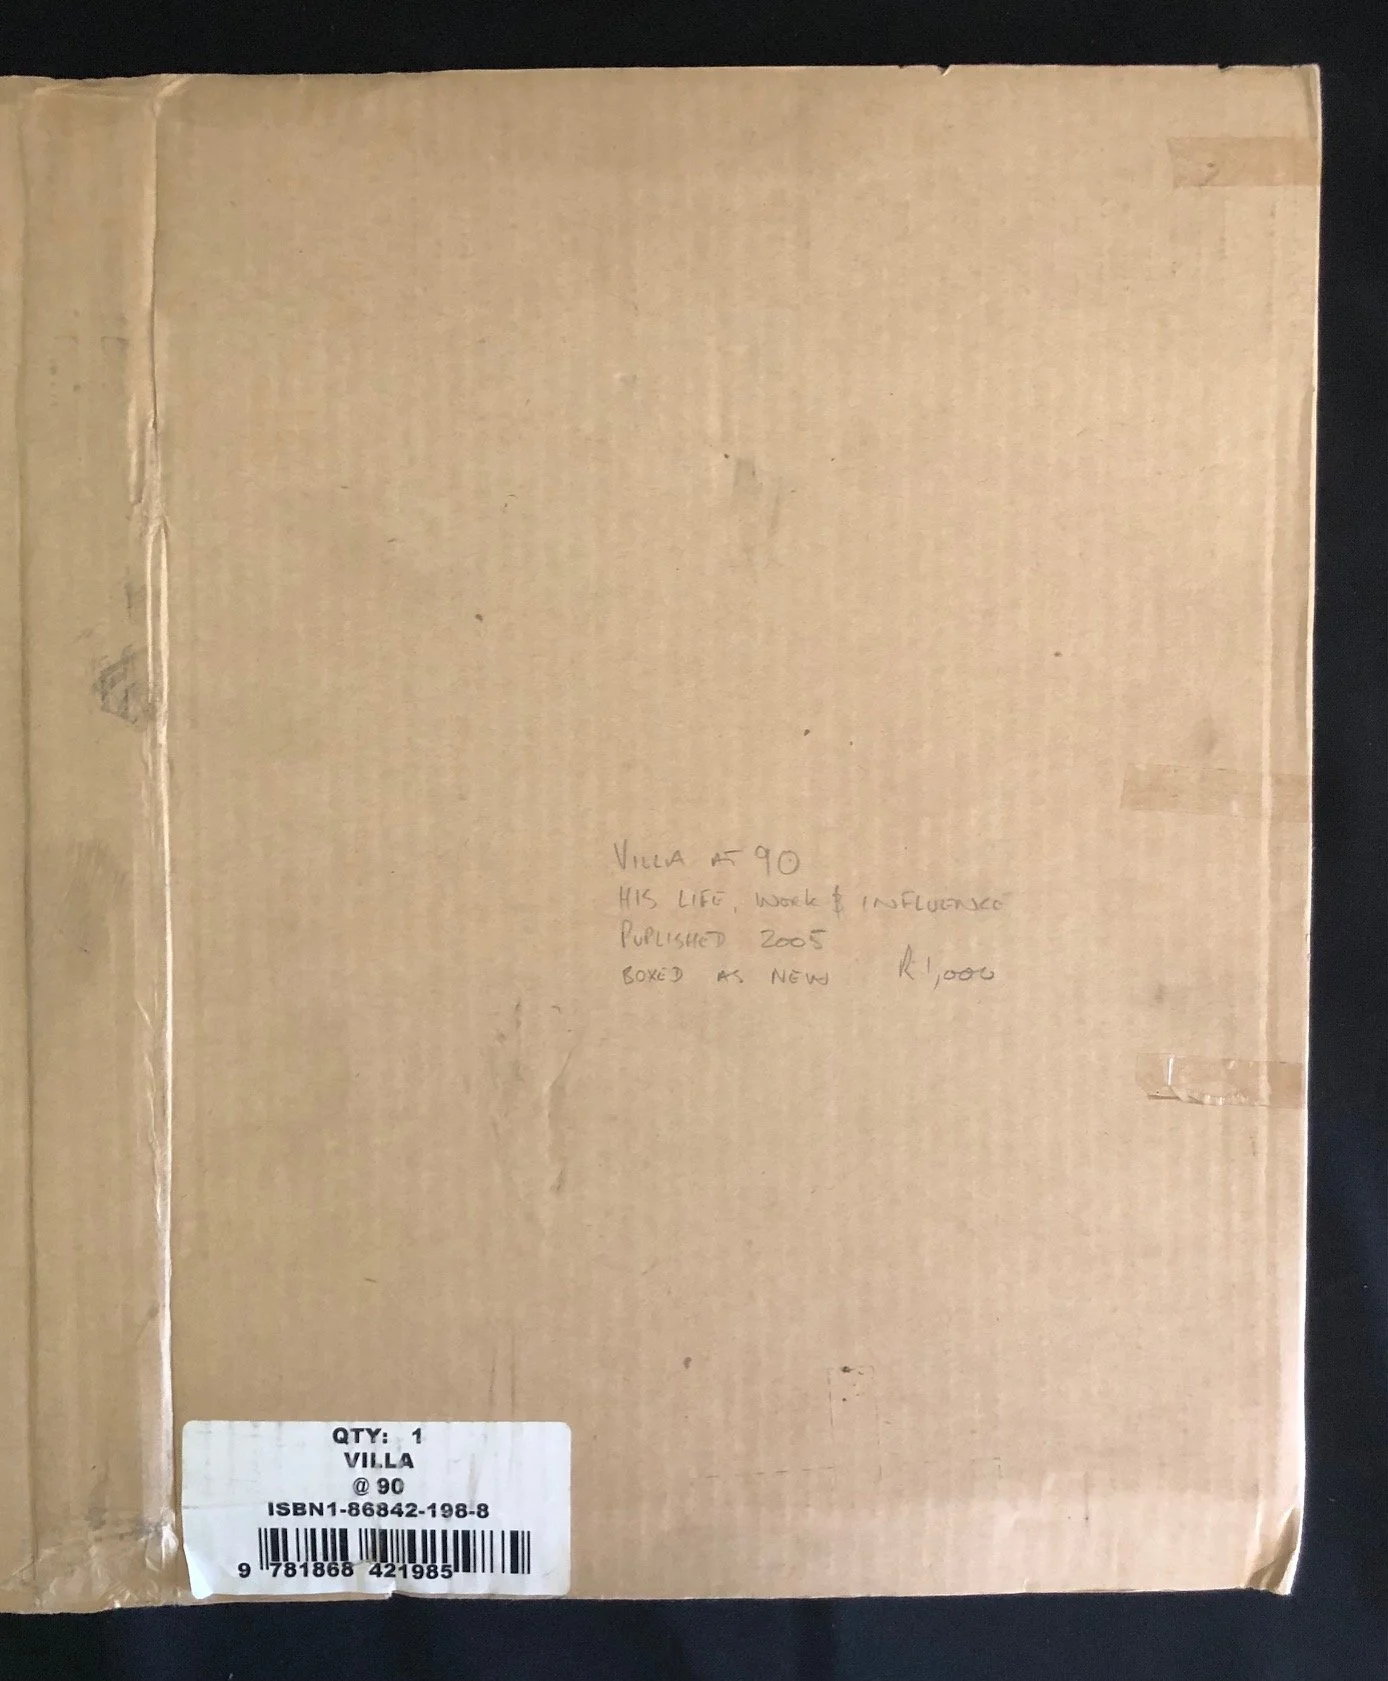 VILLA AT 90
HIS LIFE, WORK & INFLUENCE
PUPLISHED 2005
BOXED AS NEW R1,000
QTY: 1
VILLA
@ 90
ISBN1-86842-198-8
9 781868 421985